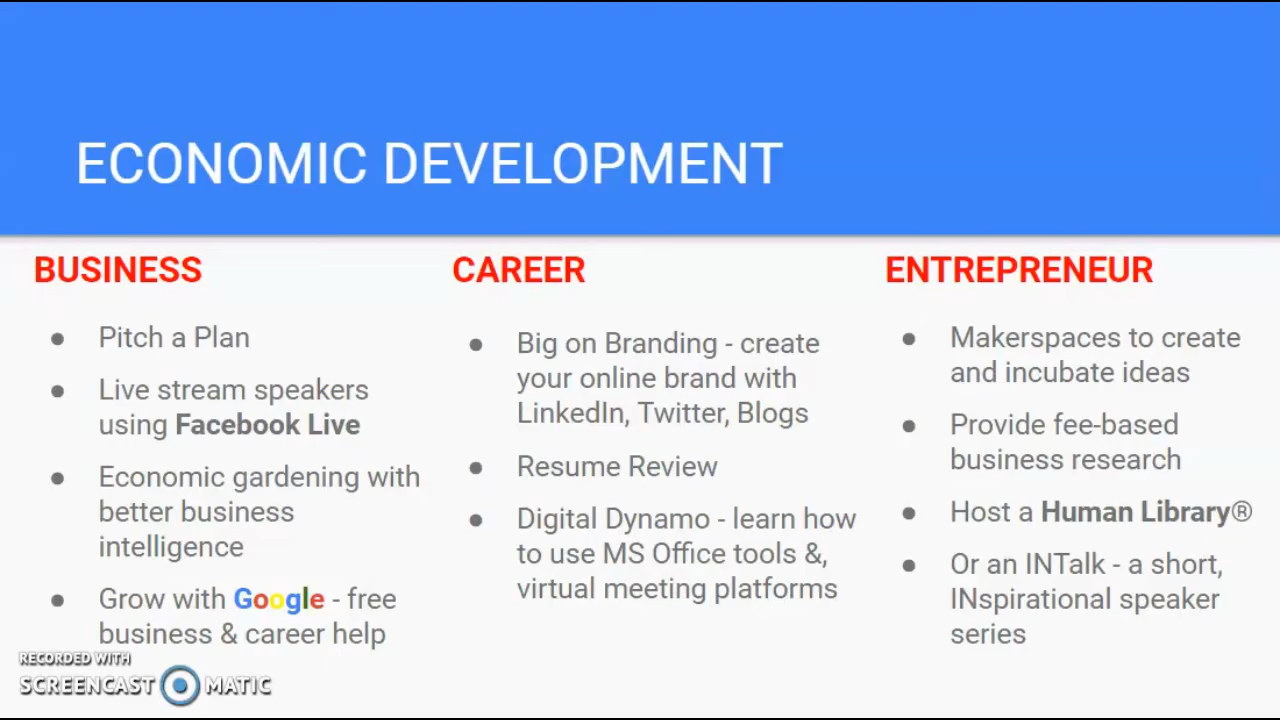 ECONOMIC DEVELOPMENT
BUSINESS
● Pitch a Plan
● Live stream speakers
using Facebook Live
● Economic gardening with
better business
intelligence
● Grow with Google - free
business & career help
CAREER
● Big on Branding - create
your online brand with
LinkedIn, Twitter, Blogs
● Resume Review
● Digital Dynamo - learn how
to use MS Office tools &,
virtual meeting platforms
ENTREPRENEUR
● Makerspaces to create
and incubate ideas
● Provide fee-based
business research
● Host a Human Library®
● Or an INTalk - a short,
INspirational speaker
series
RECORDED WITH
SCREENCAST MATIC